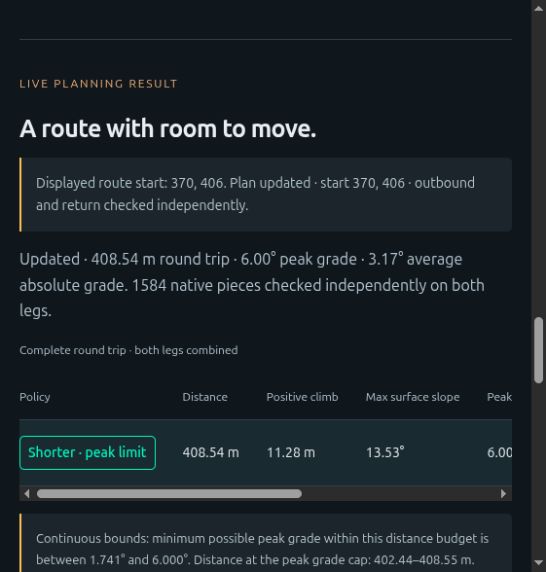 LIVE PLANNING RESULT
A route with room to move.
Displayed route start: 370, 406. Plan updated · start 370, 406 · outbound
and return checked independently.
Updated · 408.54 m round trip · 6.00° peak grade · 3.17° average
absolute grade. 1584 native pieces checked independently on both
legs.
Complete round trip · both legs combined
Policy Distance Positive climb Max surface slope Peak
Shorter · peak limit 408.54 m 11.28 m 13.53° 6.00
Continuous bounds: minimum possible peak grade within this distance budget is
between 1.741° and 6.000°. Distance at the peak grade cap: 402.44–408.55 m.